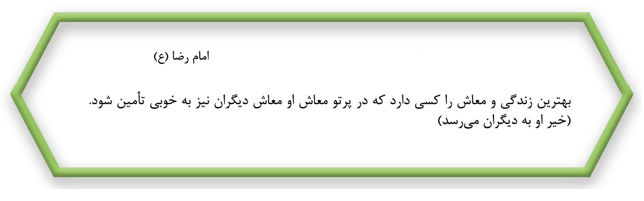 امام رضا (ع)
بهترین زندگی و معاش را کسی دارد که در پرتو معاش او معاش دیگران نیز به خوبی تأمین شود.
(خیر او به دیگران می‌رسد)